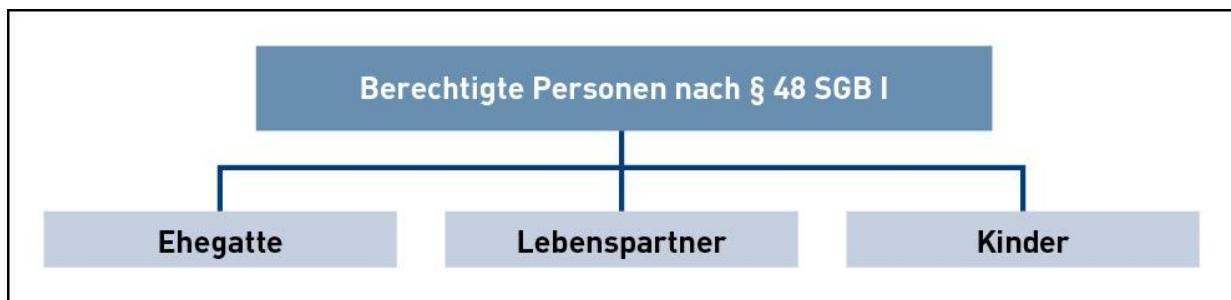 Berechtigte Personen nach § 48 SGB I
Ehegatte
Lebenspartner
Kinder